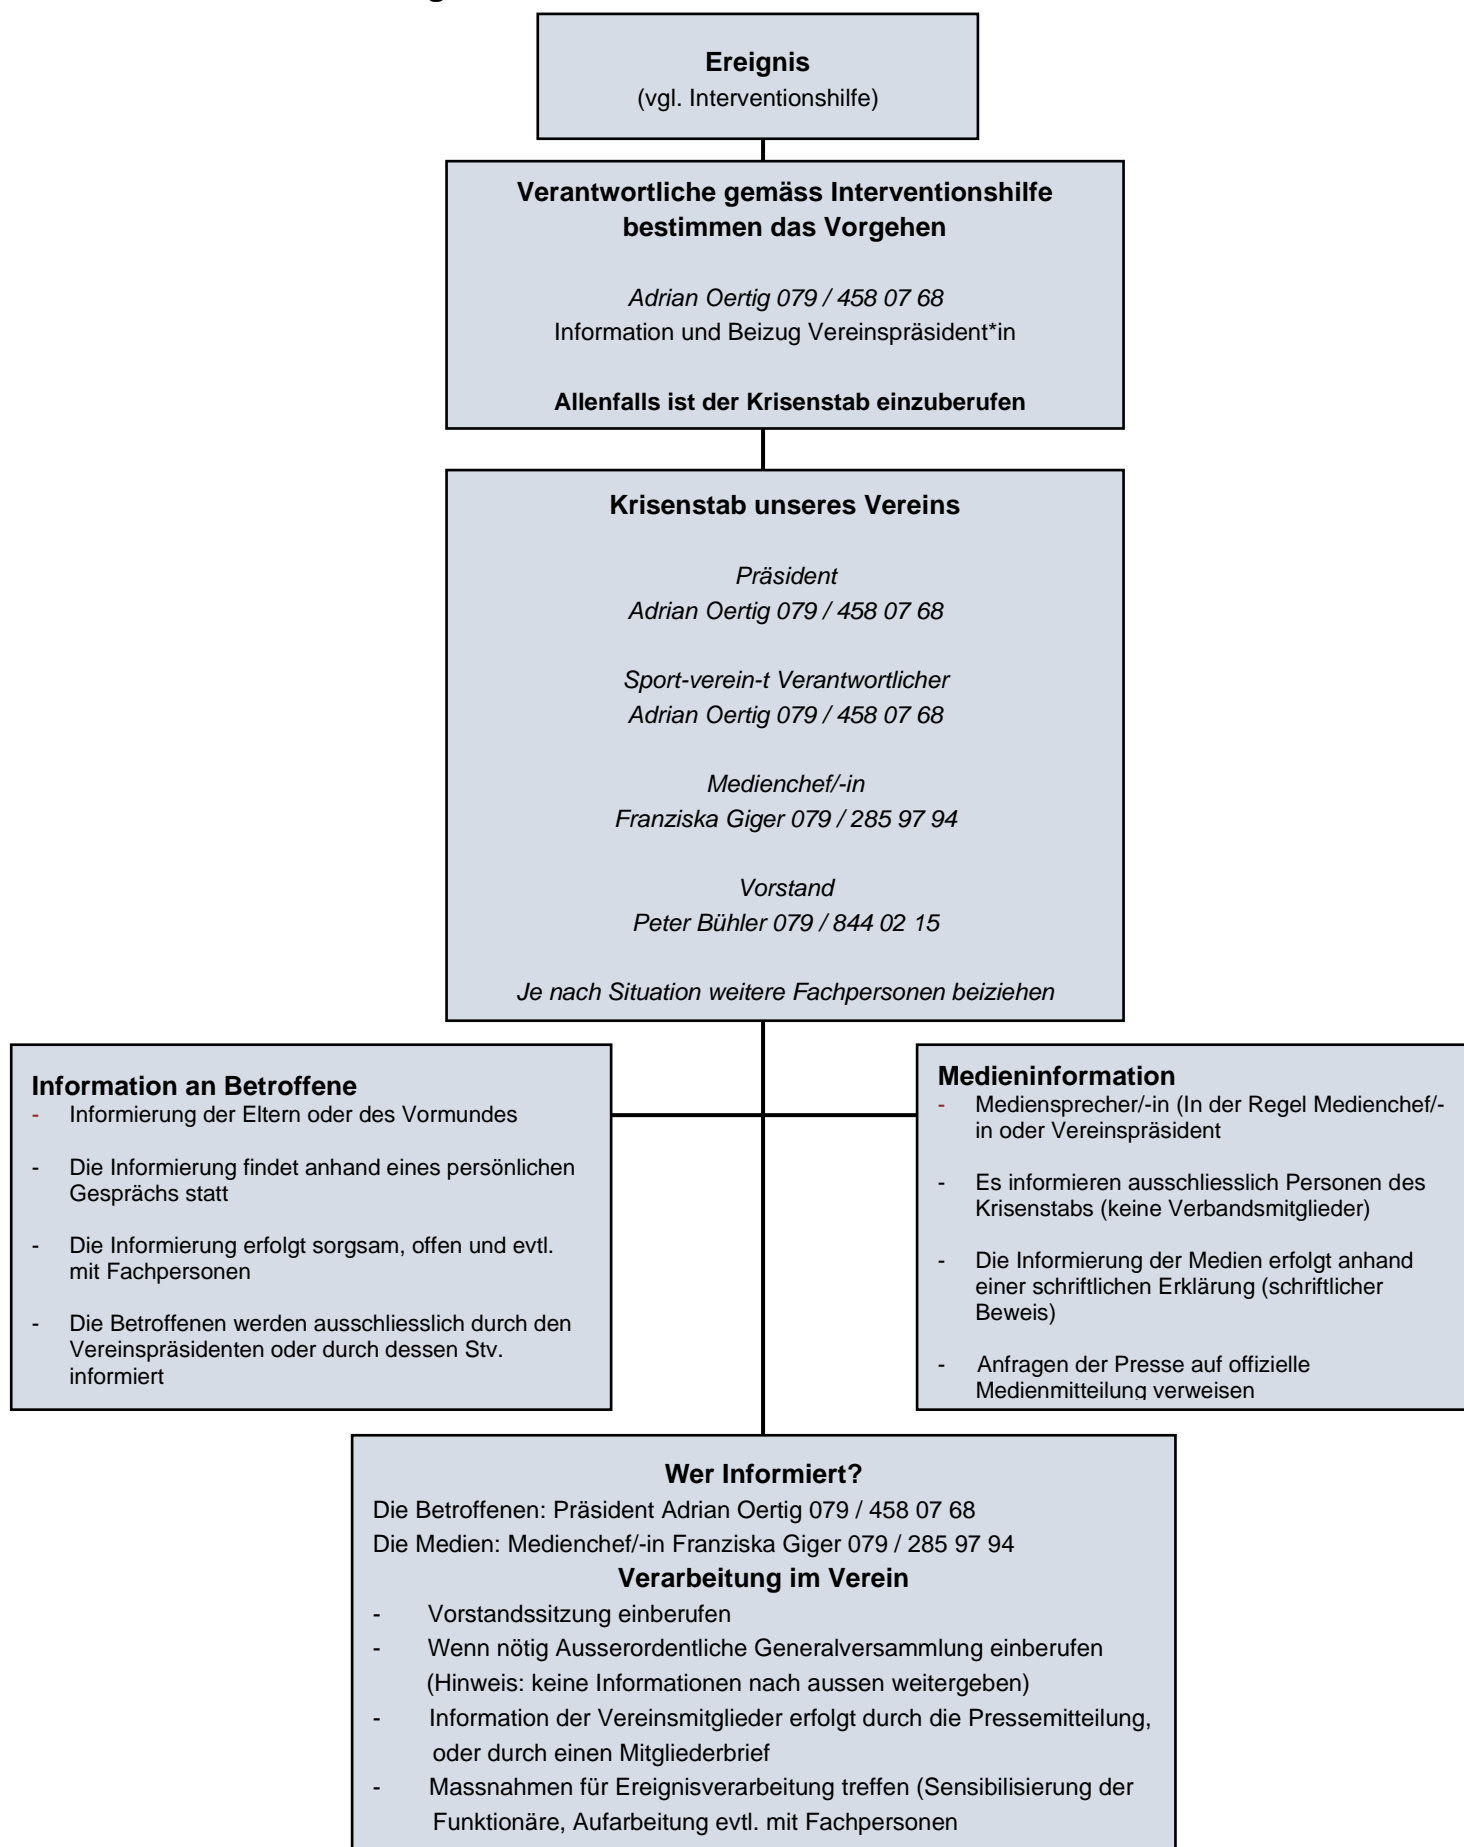 Ereignis
(vgl. Interventionshilfe)
Verantwortliche gemäss Interventionshilfe
bestimmen das Vorgehen
Adrian Oertig 079 / 458 07 68
Information und Beizug Vereinspräsident*in
Allenfalls ist der Krisenstab einzuberufen
Krisenstab unseres Vereins
Präsident
Adrian Oertig 079 / 458 07 68
Sport-verein-t Verantwortlicher
Adrian Oertig 079 / 458 07 68
Medienchef/-in
Franziska Giger 079 / 285 97 94
Vorstand
Peter Bühler 079 / 844 02 15
Je nach Situation weitere Fachpersonen beiziehen
Information an Betroffene
- Informierung der Eltern oder des Vormundes
- Die Informierung findet anhand eines persönlichen
Gesprächs statt
- Die Informierung erfolgt sorgsam, offen und evtl.
mit Fachpersonen
- Die Betroffenen werden ausschliesslich durch den
Vereinspräsidenten oder durch dessen Stv.
informiert
Medieninformation
- Mediensprecher/-in (In der Regel Medienchef/-
in oder Vereinspräsident
- Es informieren ausschliesslich Personen des
Krisenstabs (keine Verbandsmitglieder)
- Die Informierung der Medien erfolgt anhand
einer schriftlichen Erklärung (schriftlicher
Beweis)
- Anfragen der Presse auf offizielle
Medienmitteilung verweisen
Wer Informiert?
Die Betroffenen: Präsident Adrian Oertig 079 / 458 07 68
Die Medien: Medienchef/-in Franziska Giger 079 / 285 97 94
Verarbeitung im Verein
- Vorstandssitzung einberufen
- Wenn nötig Ausserordentliche Generalversammlung einberufen
(Hinweis: keine Informationen nach aussen weitergeben)
- Information der Vereinsmitglieder erfolgt durch die Pressemitteilung,
oder durch einen Mitgliederbrief
- Massnahmen für Ereignisverarbeitung treffen (Sensibilisierung der
Funktionäre, Aufarbeitung evtl. mit Fachpersonen